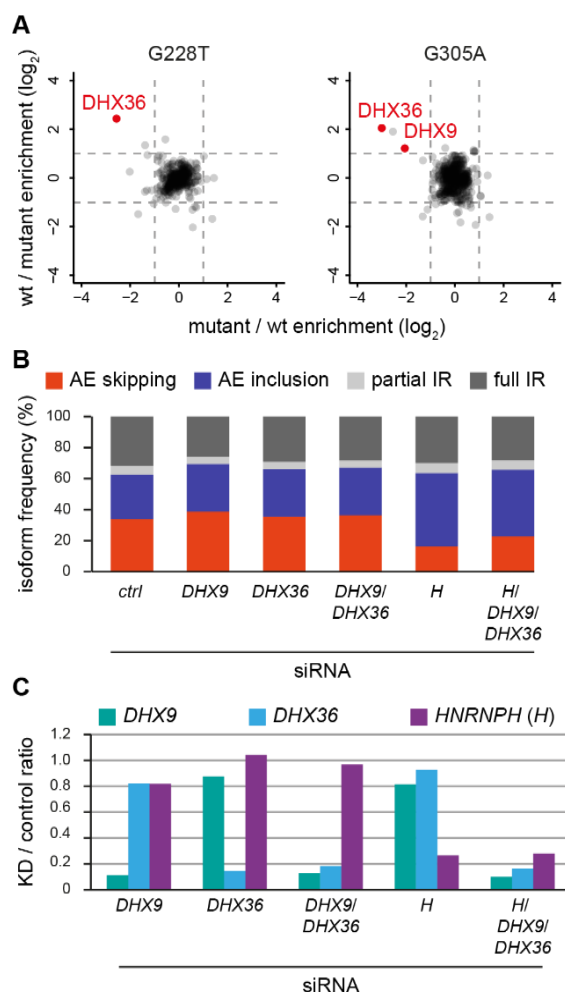 A
G228T
G305A
wt / mutant enrichment (log2)
4
2
0
−2
−4
DHX36
−4 −2 0 2 4
4
2
0
−2
−4
DHX36
DHX9
−4 −2 0 2 4
mutant / wt enrichment (log2)
B
AE skipping AE inclusion partial IR full IR
isoform frequency (%)
100
80
60
40
20
0
ctrl DHX9 DHX36 DHX9/ H H/
DHX36 DHX9/
DHX36
siRNA
C
DHX9 DHX36 HNRNPH (H)
KD / control ratio
1.2
1.0
0.8
0.4
0.2
0
DHX9 DHX36 DHX9/ H H/
DHX36 DHX9/
DHX36
siRNA